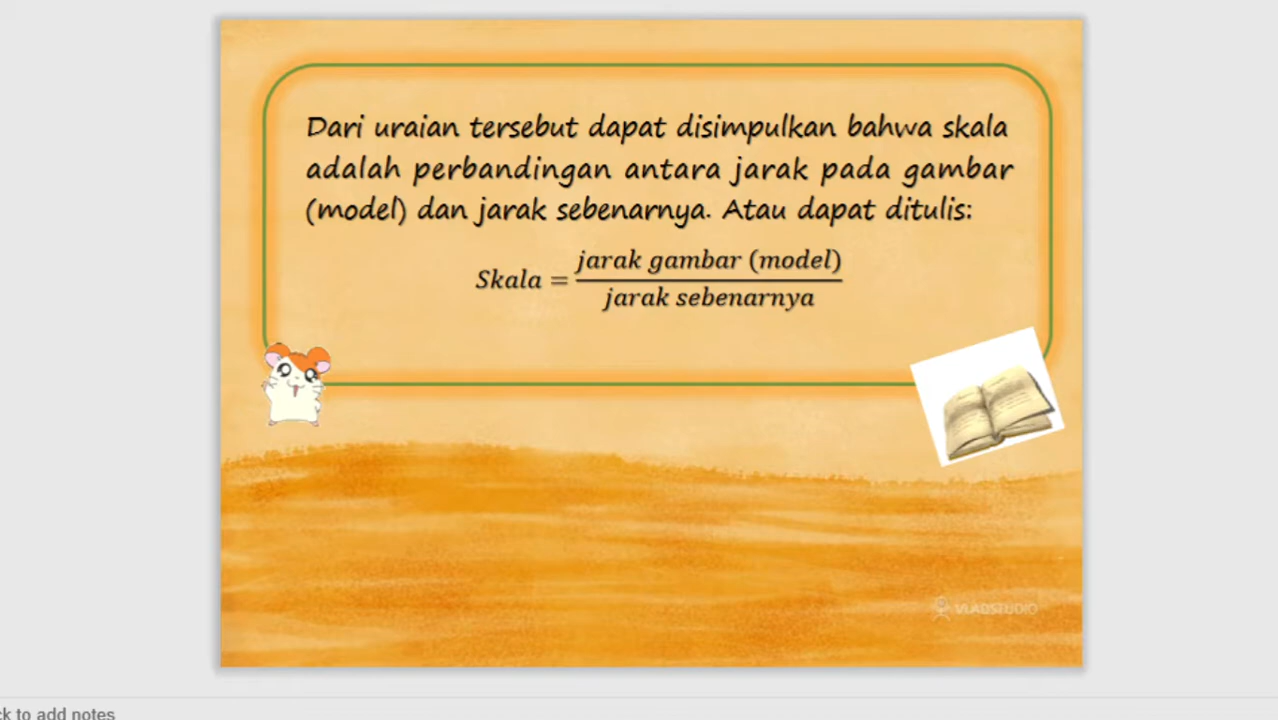 Dari uraian tersebut dapat disimpulkan bahwa skala
adalah perbandingan antara jarak pada gambar
(model) dan jarak sebenarnya. Atau dapat ditulis:
Skala = jarak gambar (model) / jarak sebenarnya
VLADSTUDIO
ck to add notes